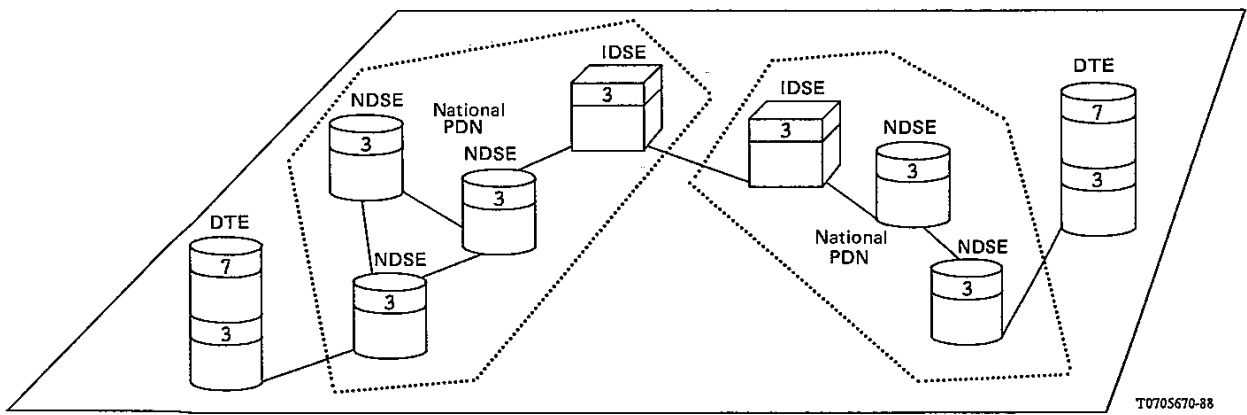 IDSE
3
NDSE
3
National
PDN
NDSE
3
DTE
7
3
NDSE
3
IDSE
3
NDSE
3
National
PDN
NDSE
3
DTE
7
3
T0705670-88